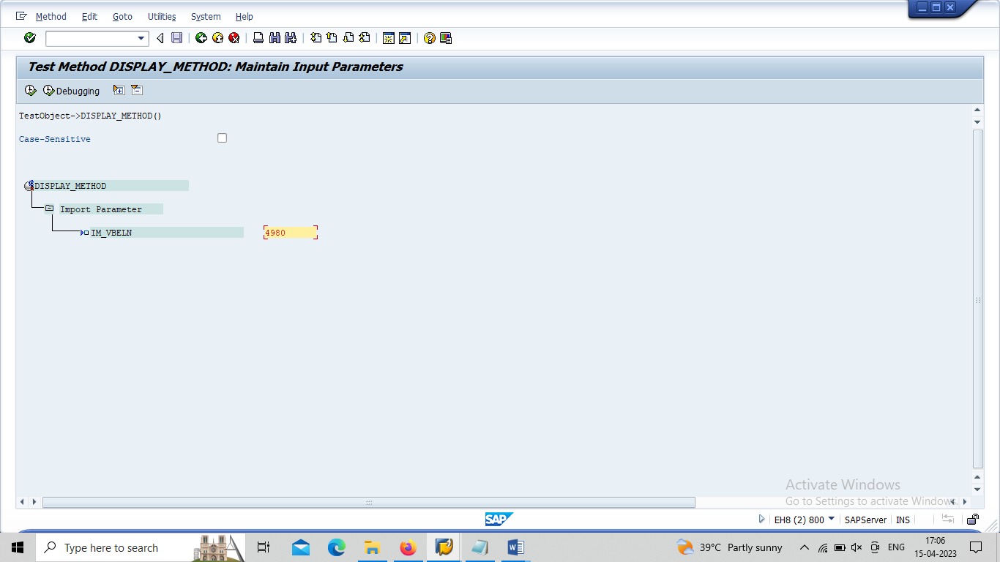 Method Edit Goto Utilities System Help
Test Method DISPLAY_METHOD: Maintain Input Parameters
Debugging
TestObject->DISPLAY_METHOD()
Case-Sensitive
DISPLAY_METHOD
Import Parameter
IM_VBELN 4980
Activate Windows
Go to Settings to activate Windows.
SAP
EH8 (2) 800 SAPServer INS
Type here to search
39°C Partly sunny
ENG
17:06
15-04-2023